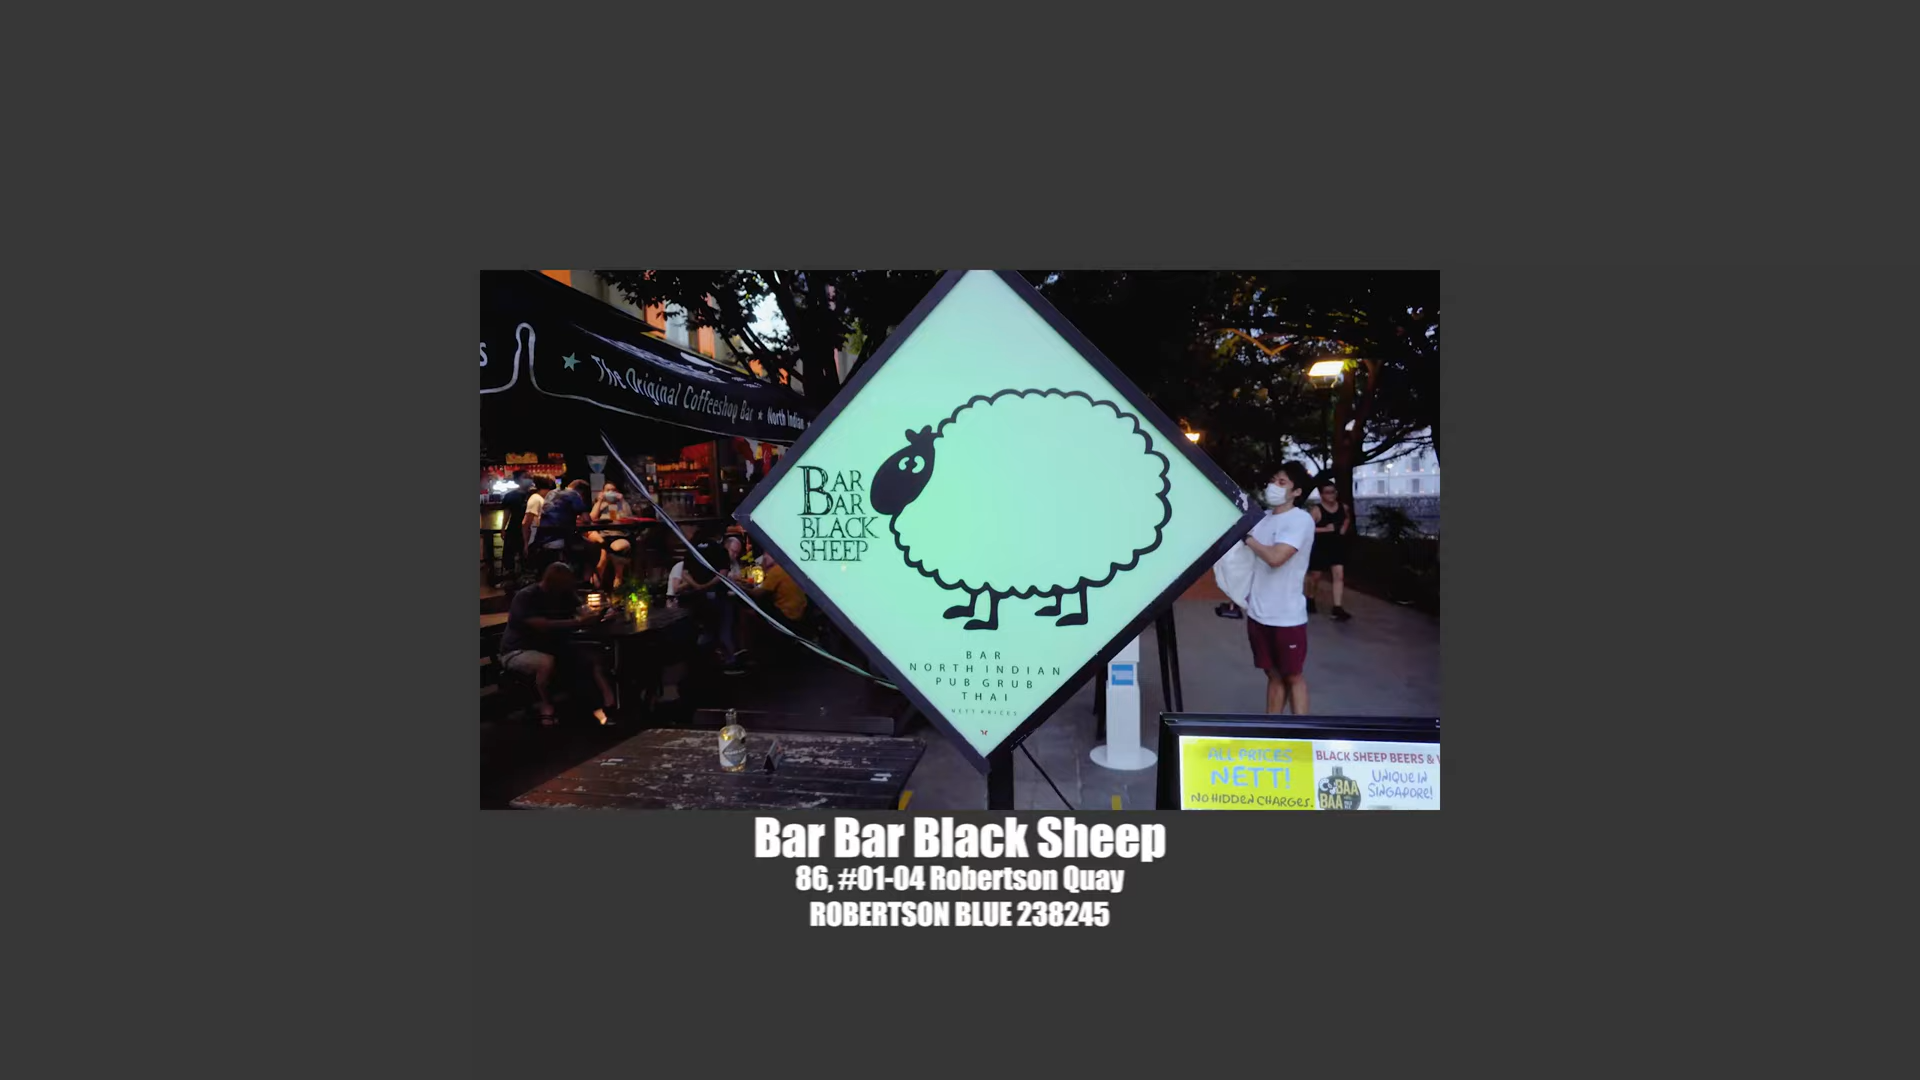 S
The Original Coffeeshop Bar ★ North Indian
BAR
BAR
BLACK
SHEEP
BAR
NORTH INDIAN
PUB GRUB
THAI
NETT PRICES
ALL PRICES
NETT!
NO HIDDEN CHARGES.
BLACK SHEEP BEERS &
BAA
BAA
UNIQUE IN
SINGAPORE!
Bar Bar Black Sheep
86, #01-04 Robertson Quay
ROBERTSON BLUE 238245